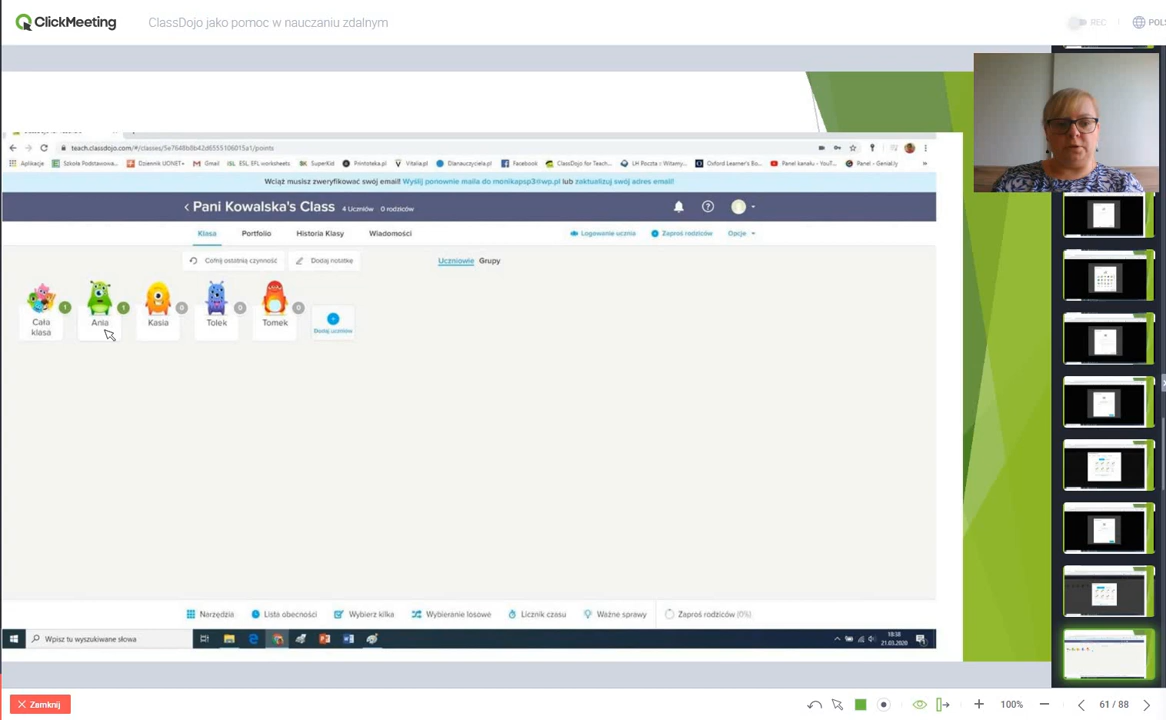 ClickMeeting ClassDojo jako pomoc w nauczaniu zdalnym REC
teach.classdojo.com/#/classes/5e7648b8b42d6555106015a1/points
Aplikacje Szkoła Podstawowa... Dziennik UONET+ Gmail ESL, EFL worksheets SuperKid Printoteka.pl Vitalia.pl Dlanauczyciela.pl Facebook ClassDojo for Teach... LH Poczta :: Witamy... Oxford Learner's Bo... Panel kanału - YouT... Panel - Genial.ly »
Wciąż musisz zweryfikować swój email! Wyślij ponownie maila do monikapsp3@wp.pl lub zaktualizuj swój adres email!
< Pani Kowalska's Class 4 Uczniów 0 rodziców
Klasa Portfolio Historia Klasy Wiadomości Logowanie ucznia Zaproś rodziców Opcje
Cofnij ostatnią czynność Dodaj notatkę Uczniowie Grupy
1 1 0 0 0
Cała klasa Ania Kasia Tolek Tomek Dodaj uczniów
Narzędzia Lista obecności Wybierz kilka Wybieranie losowe Licznik czasu Ważne sprawy Zaproś rodziców (0%)
Wpisz tu wyszukiwane słowa 18:38
21.03.2020
Zamknij 100% 61 / 88